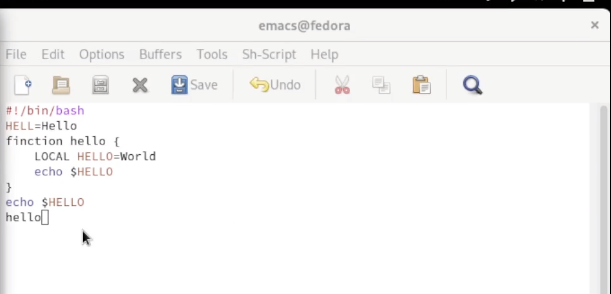 emacs@fedora
File Edit Options Buffers Tools Sh-Script Help
Save Undo
#!/bin/bash
HELL=Hello
finction hello {
LOCAL HELLO=World
echo $HELLO
}
echo $HELLO
hello